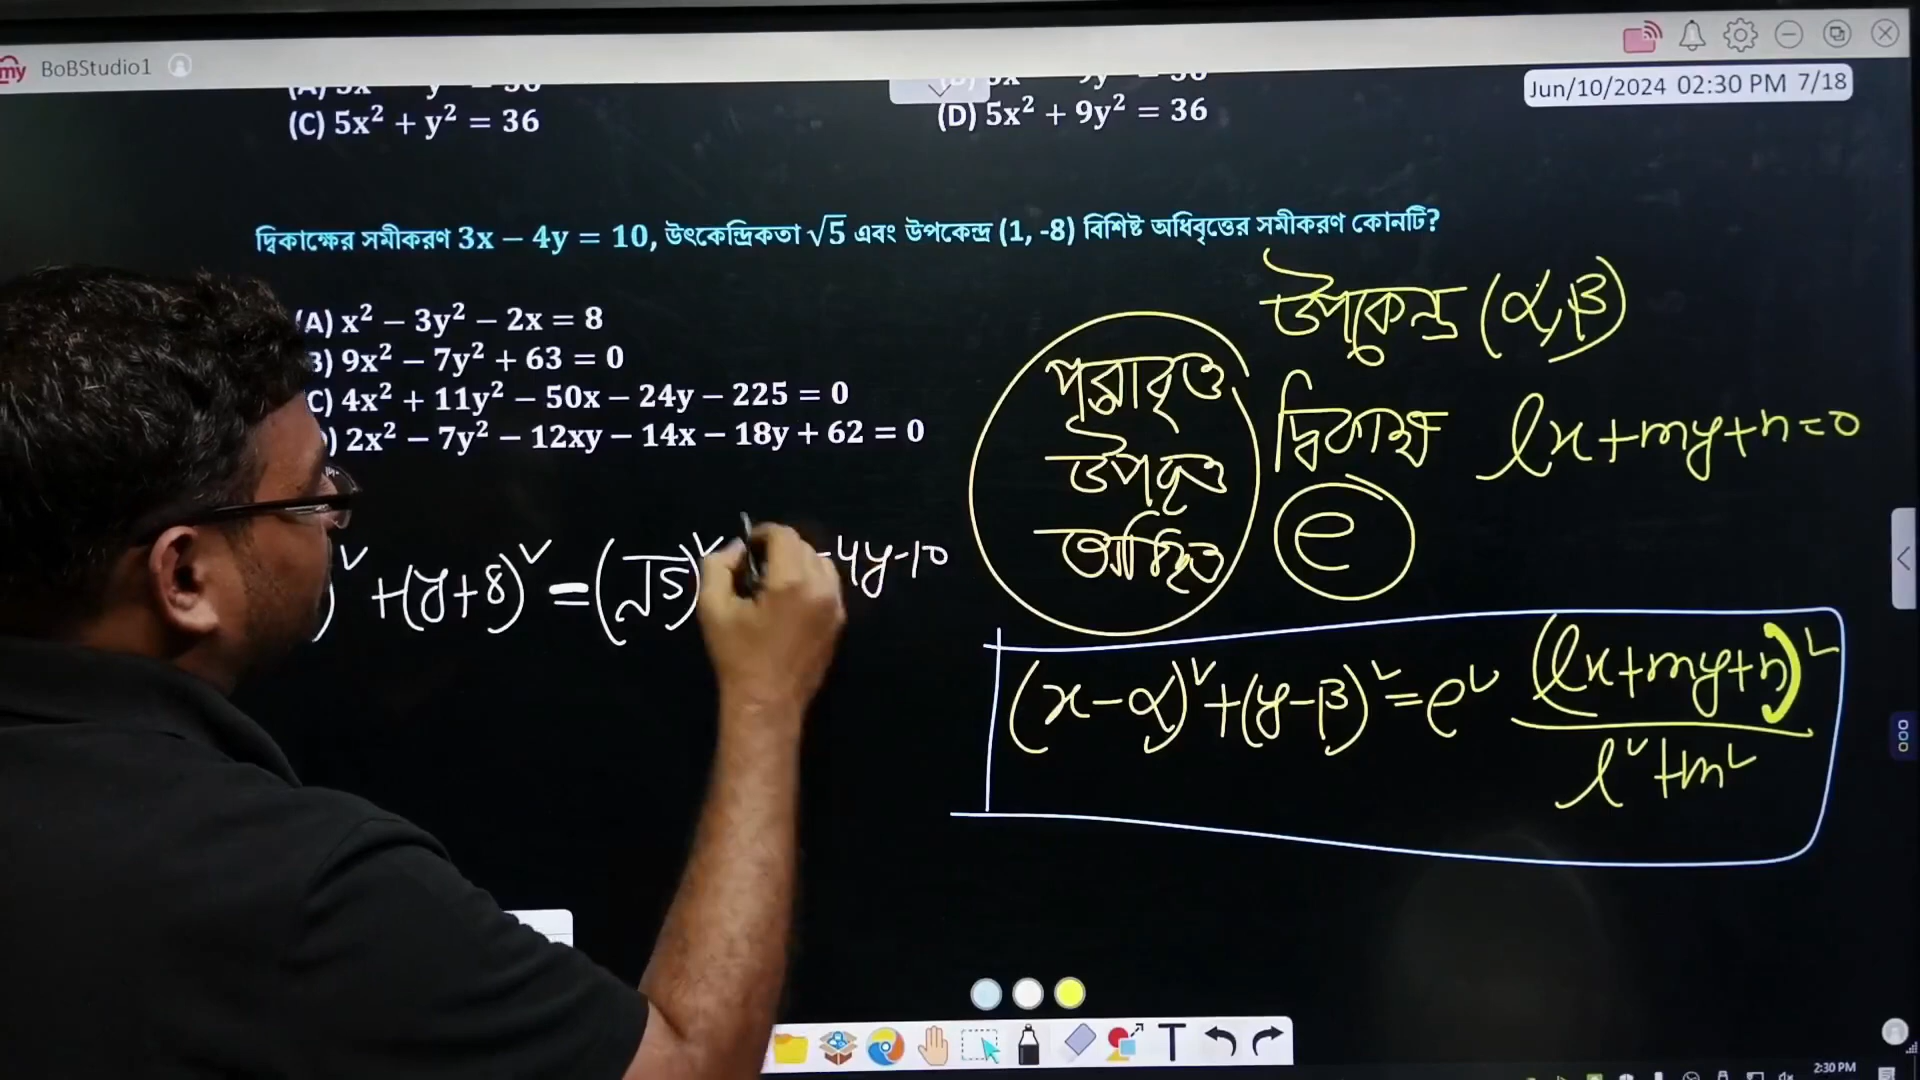 my BoBStudio1
Jun/10/2024 02:30 PM 7/18
(C) 5x² + y² = 36
(D) 5x² + 9y² = 36
দ্বিকাক্ষের সমীকরণ 3x − 4y = 10, উৎকেন্দ্রিকতা √5 এবং উপকেন্দ্র (1, -8) বিশিষ্ট অধিবৃত্তের সমীকরণ কোনটি?
(A) x² − 3y² − 2x = 8
B) 9x² − 7y² + 63 = 0
C) 4x² + 11y² − 50x − 24y − 225 = 0
) 2x² − 7y² − 12xy − 14x − 18y + 62 = 0
)² + (y+8)² = (√5)² -4y-10
পরাবৃত্ত
উপবৃত্ত
অধিবৃত্ত
উপকেন্দ্র (α, β)
দ্বিকাক্ষ lx+my+n=0
e
(x-α)² + (y-β)² = e² (lx+my+n)²
l²+m²
T
2:30 PM